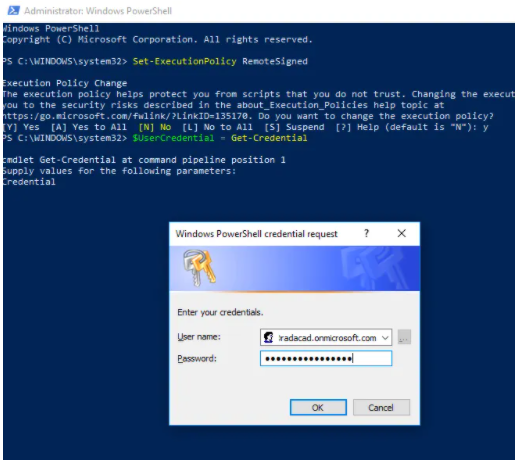 Administrator: Windows PowerShell
Windows PowerShell
Copyright (C) Microsoft Corporation. All rights reserved.
PS C:\WINDOWS\system32> Set-ExecutionPolicy RemoteSigned
Execution Policy Change
The execution policy helps protect you from scripts that you do not trust. Changing the execut
you to the security risks described in the about_Execution_Policies help topic at
https:/go.microsoft.com/fwlink/?LinkID=135170. Do you want to change the execution policy?
[Y] Yes  [A] Yes to All  [N] No  [L] No to All  [S] Suspend  [?] Help (default is "N"): y
PS C:\WINDOWS\system32> $UserCredential = Get-Credential
cmdlet Get-Credential at command pipeline position 1
Supply values for the following parameters:
Credential
Windows PowerShell credential request ?
Enter your credentials.
User name: radacad.onmicrosoft.com ...
Password: ●●●●●●●●●●●●●●●●
OK Cancel